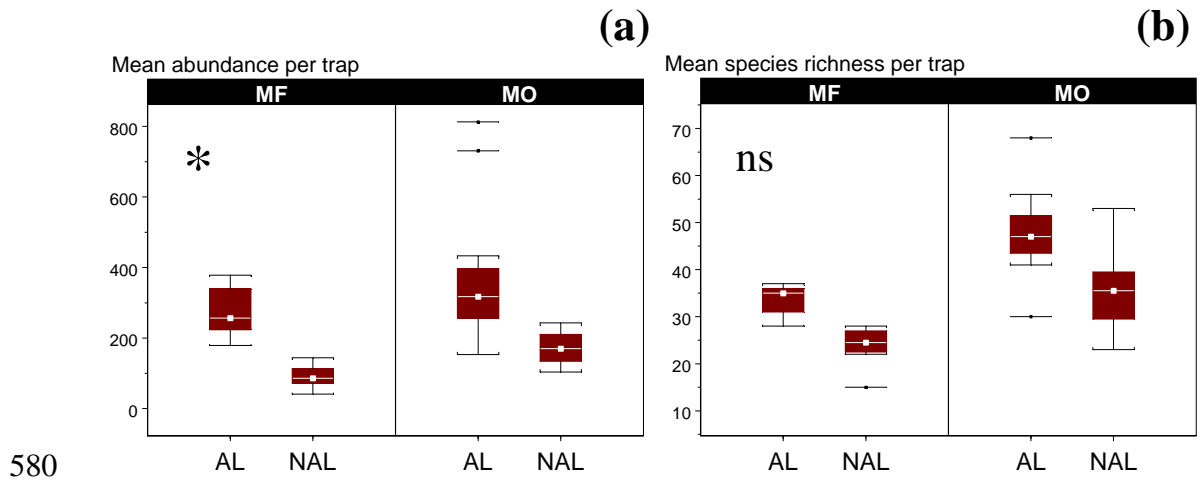 (a) (b)
Mean abundance per trap Mean species richness per trap
MF MO MF MO
800
600
400
200
0
*
70
60
50
40
30
20
10
ns
AL NAL AL NAL AL NAL AL NAL
580